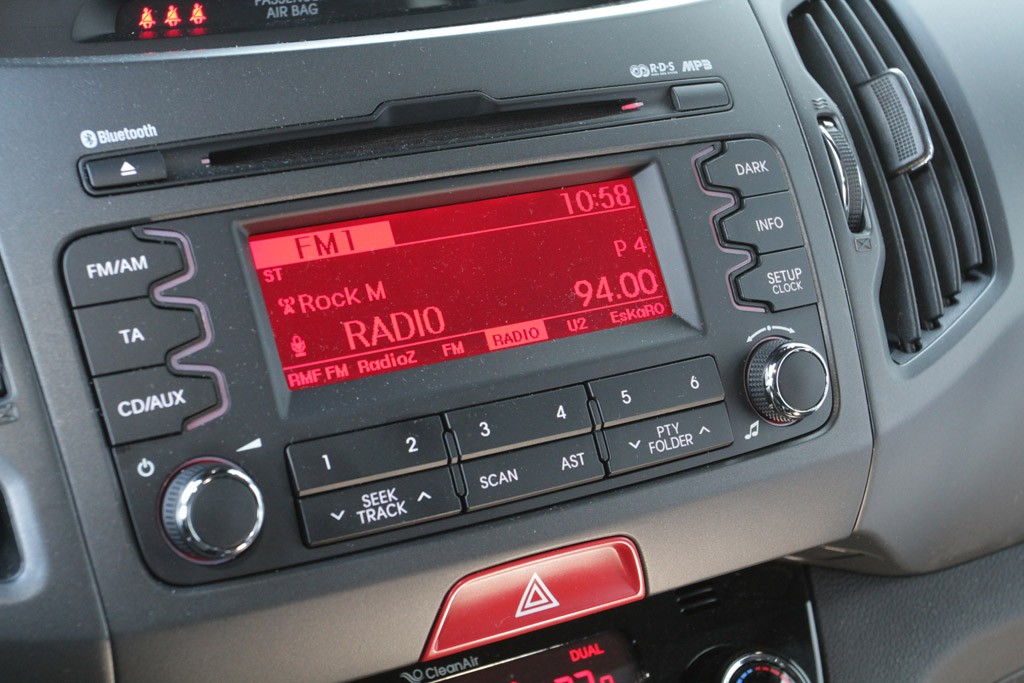 AIR BAG
R·D·S MP3
Bluetooth
DARK
FM/AM
FM1 10:58
INFO
ST P4
TA
Rock M 94.00
SETUP
CLOCK
RADIO
CD/AUX
RMF FM RadioZ FM RADIO U2 EsKaRO
1 2 3 4 5 6
SEEK
TRACK
SCAN AST
PTY
FOLDER
CleanAir
DUAL